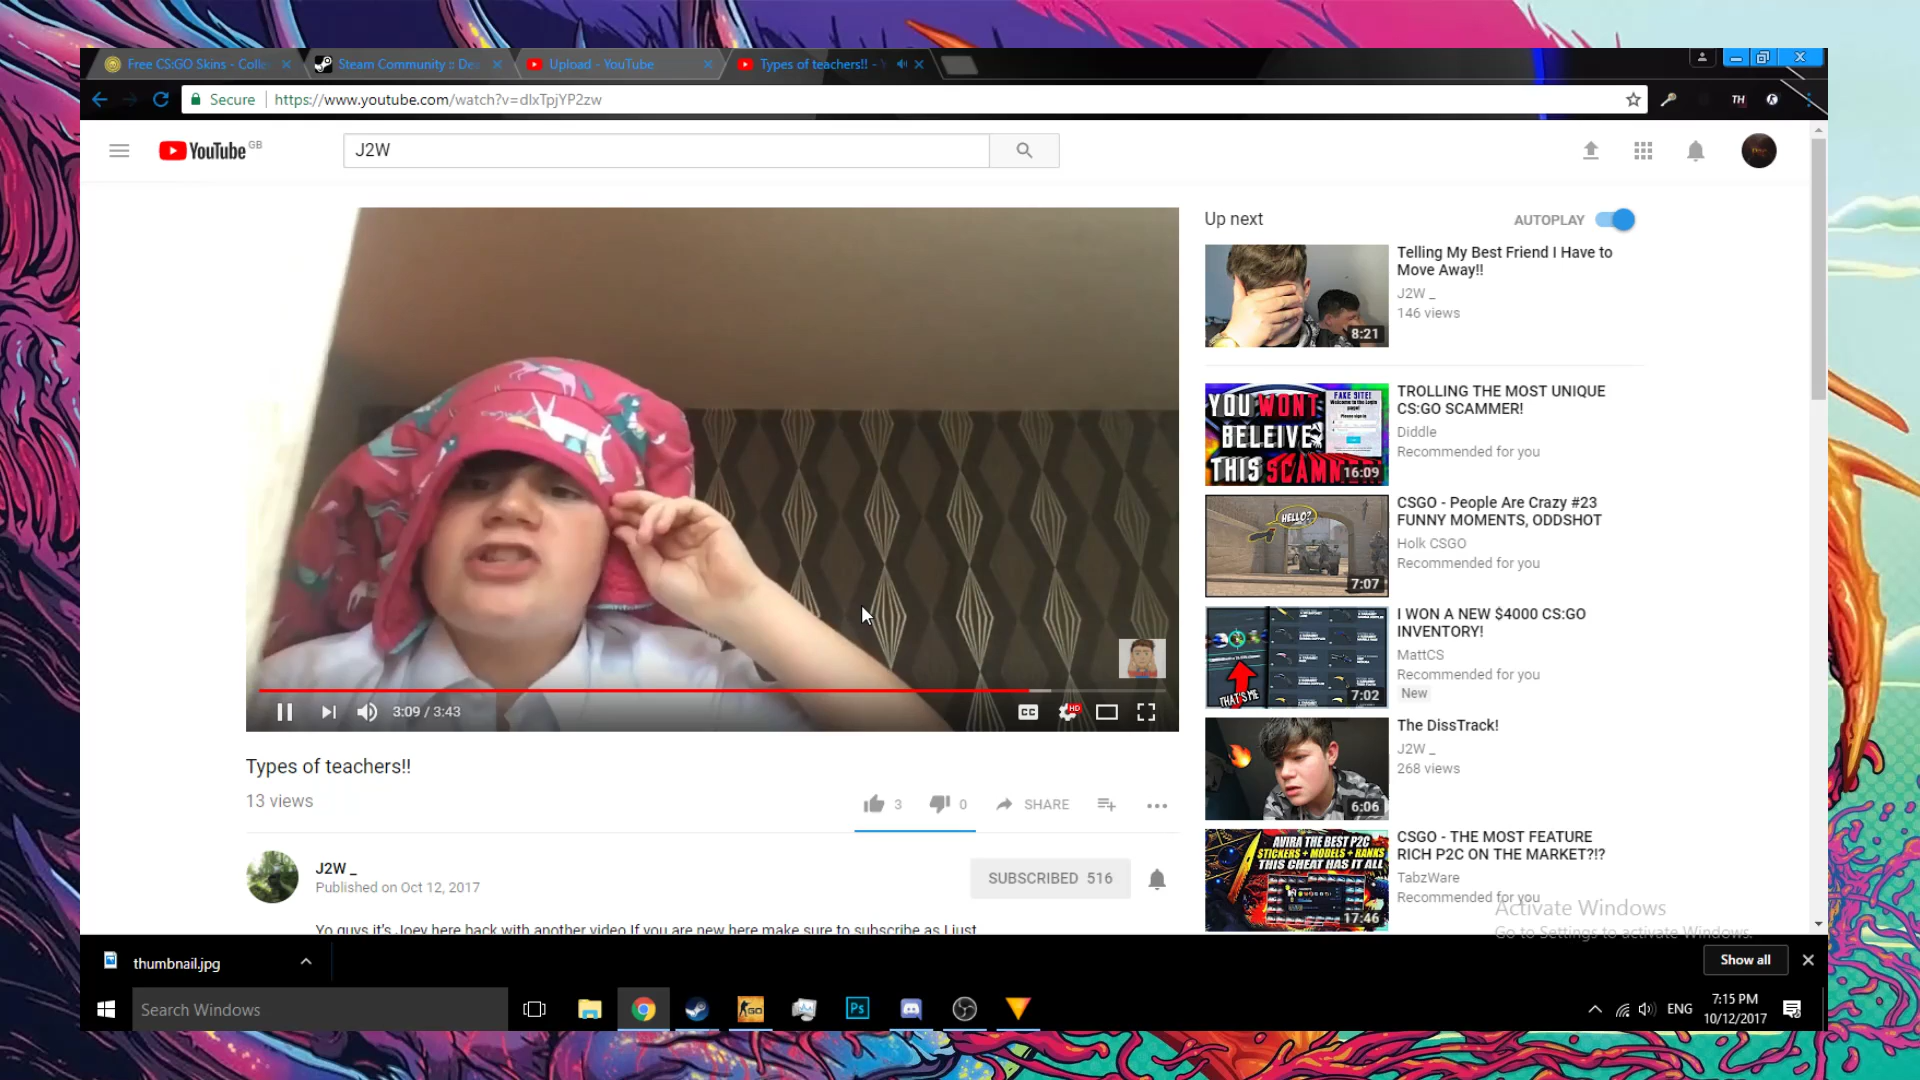 Free CS:GO Skins - Colle
Steam Community :: De
Upload - YouTube
Types of teachers!! - Y
Secure
https://www.youtube.com/watch?v=dIxTpjYP2zw
TH
YouTube GB
J2W
Up next
AUTOPLAY
Telling My Best Friend I Have to
Move Away!!
J2W _
146 views
8:21
YOU WONT
BELEIVE
THIS SCAMMER
FAKE SITE!
16:09
TROLLING THE MOST UNIQUE
CS:GO SCAMMER!
Diddle
Recommended for you
HELLO?
7:07
CSGO - People Are Crazy #23
FUNNY MOMENTS, ODDSHOT
Holk CSGO
Recommended for you
THAT'S ME
7:02
I WON A NEW $4000 CS:GO
INVENTORY!
MattCS
Recommended for you
New
3:09 / 3:43
CC
HD
The DissTrack!
J2W _
268 views
6:06
Types of teachers!!
13 views
3
0
SHARE
AVIRA THE BEST P2C
STICKERS + MODELS + RANKS
THIS CHEAT HAS IT ALL
17:46
CSGO - THE MOST FEATURE
RICH P2C ON THE MARKET?!?
TabzWare
Recommended for you
J2W _
Published on Oct 12, 2017
SUBSCRIBED 516
Yo guys it's Joey here back with another video If you are new here make sure to subscribe as I just
Activate Windows
Go to Settings to activate Windows.
thumbnail.jpg
Show all
Search Windows
GO
Ps
ENG
7:15 PM
10/12/2017